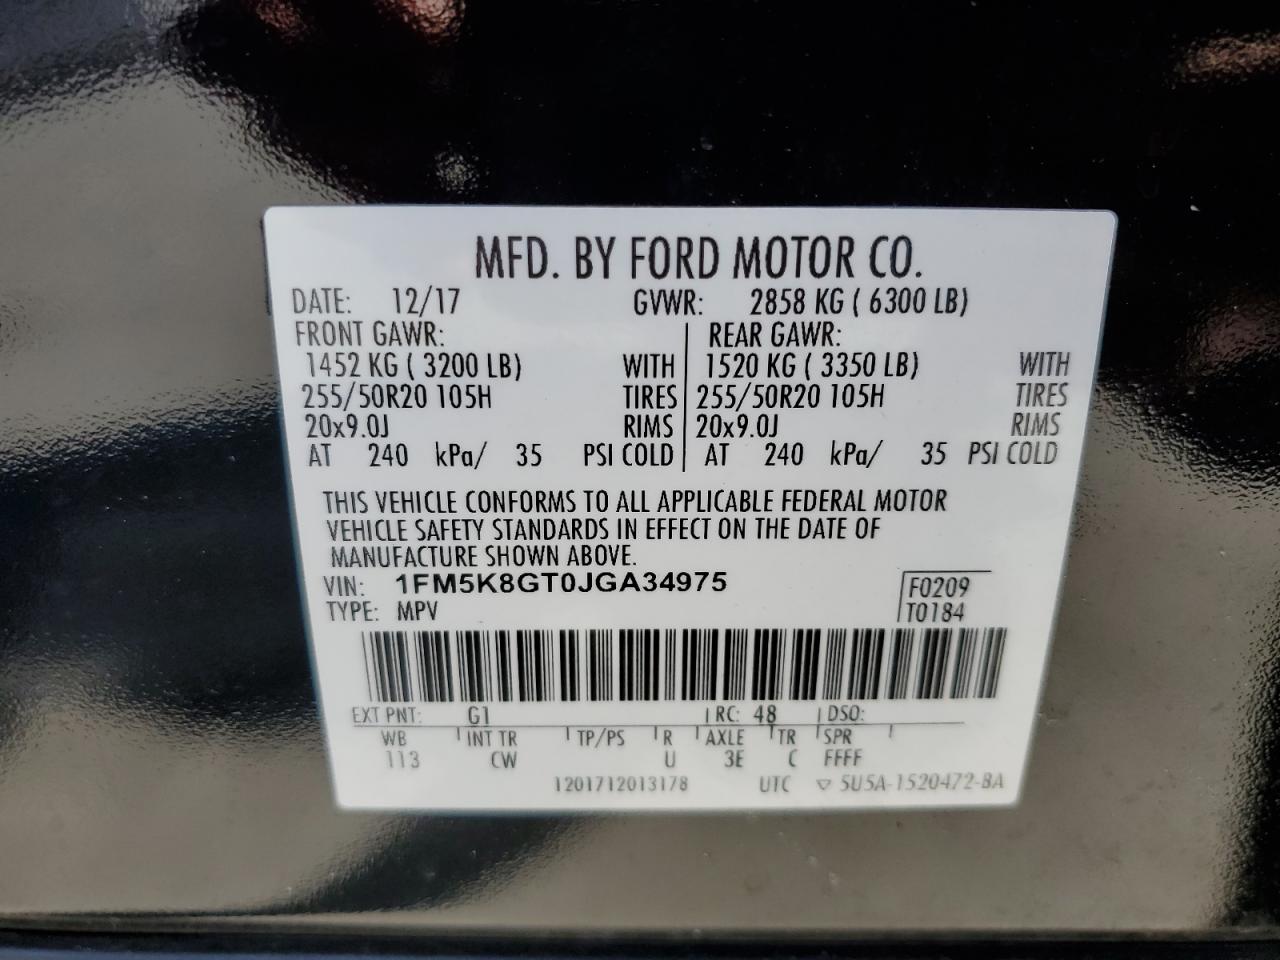 MFD. BY FORD MOTOR CO.
DATE: 12/17 GVWR: 2858 KG ( 6300 LB)
FRONT GAWR: REAR GAWR:
1452 KG ( 3200 LB) WITH 1520 KG ( 3350 LB) WITH
255/50R20 105H TIRES 255/50R20 105H TIRES
20x9.0J RIMS 20x9.0J RIMS
AT 240 kPa/ 35 PSI COLD AT 240 kPa/ 35 PSI COLD
THIS VEHICLE CONFORMS TO ALL APPLICABLE FEDERAL MOTOR
VEHICLE SAFETY STANDARDS IN EFFECT ON THE DATE OF
MANUFACTURE SHOWN ABOVE.
VIN: 1FM5K8GT0JGA34975 F0209
TYPE: MPV T0184
EXT PNT: G1 RC: 48 DSO:
WB INT TR TP/PS R AXLE TR SPR
113 CW U 3E C FFFF
1201712013178 UTC ▽ 5U5A-1520472-BA